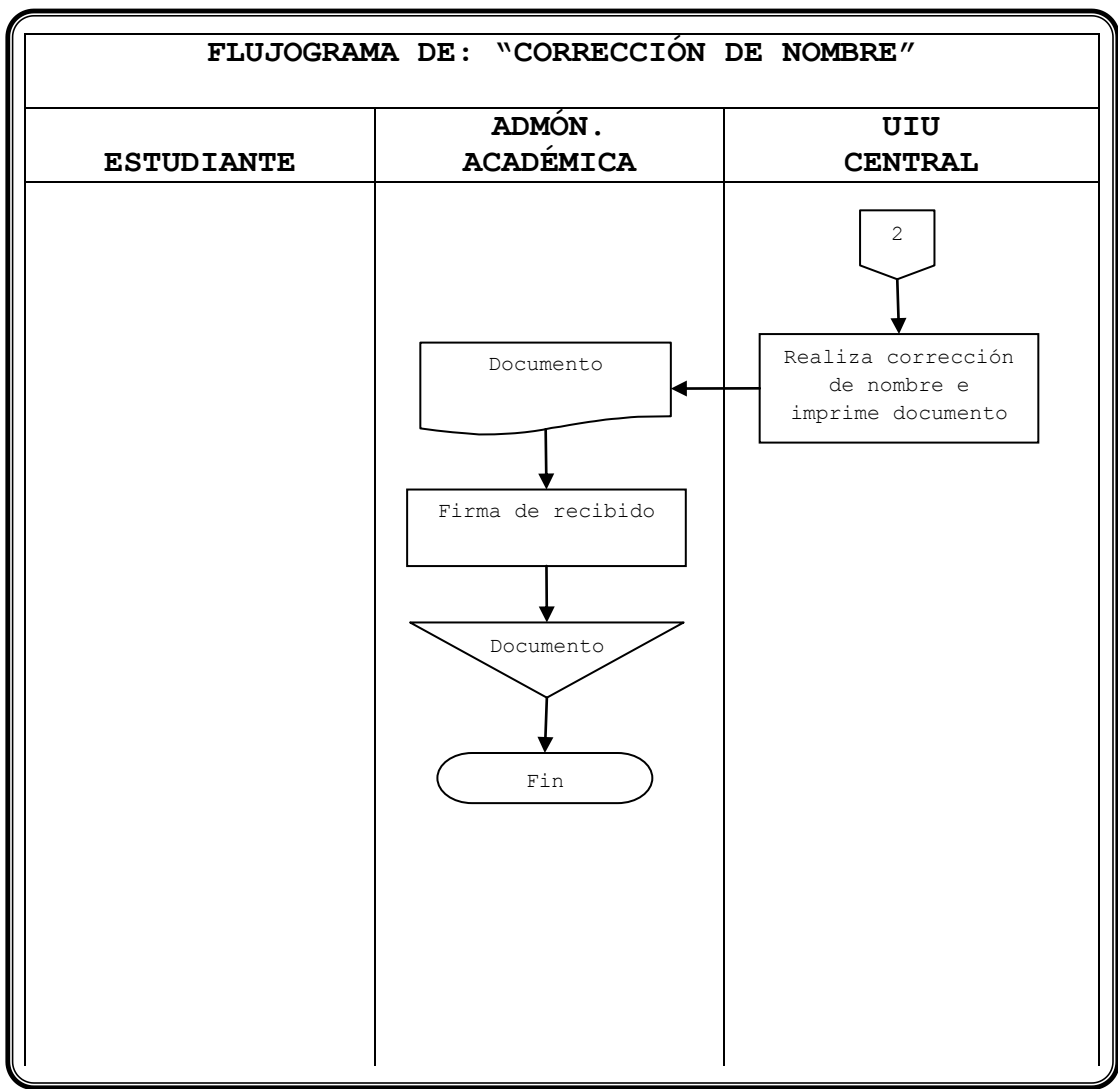 FLUJOGRAMA DE: “CORRECCIÓN DE NOMBRE”
ESTUDIANTE
ADMÓN.
ACADÉMICA
UIU
CENTRAL
2
Realiza corrección
de nombre e
imprime documento
Documento
Firma de recibido
Documento
Fin